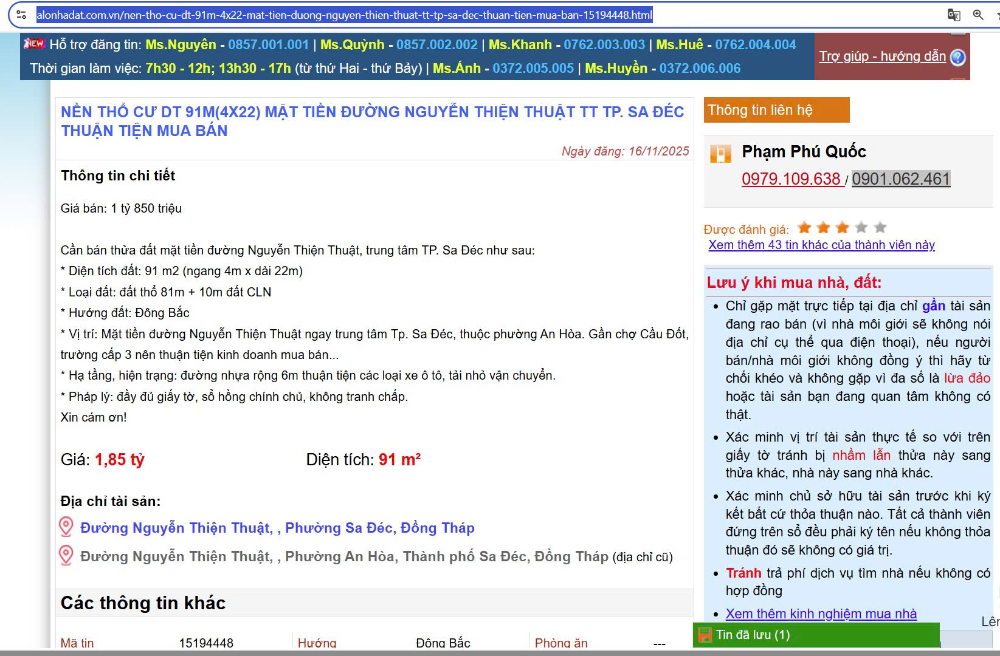 alonhadat.com.vn/nen-tho-cu-dt-91m-4x22-mat-tien-duong-nguyen-thien-thuat-tt-tp-sa-dec-thuan-tien-mua-ban-15194448.html
NEW Hỗ trợ đăng tin: Ms.Nguyên - 0857.001.001 | Ms.Quỳnh - 0857.002.002 | Ms.Khanh - 0762.003.003 | Ms.Huê - 0762.004.004
Thời gian làm việc: 7h30 - 12h; 13h30 - 17h (từ thứ Hai - thứ Bảy) | Ms.Ánh - 0372.005.005 | Ms.Huyền - 0372.006.006
Trợ giúp - hướng dẫn ?
NỀN THỔ CƯ DT 91M(4X22) MẶT TIỀN ĐƯỜNG NGUYỄN THIỆN THUẬT TT TP. SA ĐÉC
THUẬN TIỆN MUA BÁN
Ngày đăng: 16/11/2025
Thông tin chi tiết
Giá bán: 1 tỷ 850 triệu
Cần bán thửa đất mặt tiền đường Nguyễn Thiện Thuật, trung tâm TP. Sa Đéc như sau:
* Diện tích đất: 91 m2 (ngang 4m x dài 22m)
* Loại đất: đất thổ 81m + 10m đất CLN
* Hướng đất: Đông Bắc
* Vị trí: Mặt tiền đường Nguyễn Thiện Thuật ngay trung tâm Tp. Sa Đéc, thuộc phường An Hòa. Gần chợ Cầu Đốt,
trường cấp 3 nên thuận tiện kinh doanh mua bán...
* Hạ tầng, hiện trạng: đường nhựa rộng 6m thuận tiện các loại xe ô tô, tải nhỏ vận chuyển.
* Pháp lý: đầy đủ giấy tờ, sổ hồng chính chủ, không tranh chấp.
Xin cám ơn!
Giá: 1,85 tỷ
Diện tích: 91 m²
Địa chỉ tài sản:
Đường Nguyễn Thiện Thuật, , Phường Sa Đéc, Đồng Tháp
Đường Nguyễn Thiện Thuật, , Phường An Hòa, Thành phố Sa Đéc, Đồng Tháp (địa chỉ cũ)
Các thông tin khác
Mã tin 15194448 Hướng Đông Bắc Phòng ăn ---
Thông tin liên hệ
Phạm Phú Quốc
0979.109.638 / 0901.062.461
Được đánh giá:
Xem thêm 43 tin khác của thành viên này
Lưu ý khi mua nhà, đất:
• Chỉ gặp mặt trực tiếp tại địa chỉ gần tài sản
đang rao bán (vì nhà môi giới sẽ không nói
địa chỉ cụ thể qua điện thoại), nếu người
bán/nhà môi giới không đồng ý thì hãy từ
chối khéo và không gặp vì đa số là lừa đảo
hoặc tài sản bạn đang quan tâm không có
thật.
• Xác minh vị trí tài sản thực tế so với trên
giấy tờ tránh bị nhầm lẫn thửa này sang
thửa khác, nhà này sang nhà khác.
• Xác minh chủ sở hữu tài sản trước khi ký
kết bất cứ thỏa thuận nào. Tất cả thành viên
đứng trên sổ đều phải ký tên nếu không thỏa
thuận đó sẽ không có giá trị.
• Tránh trả phí dịch vụ tìm nhà nếu không có
hợp đồng
• Xem thêm kinh nghiệm mua nhà
Tin đã lưu (1)